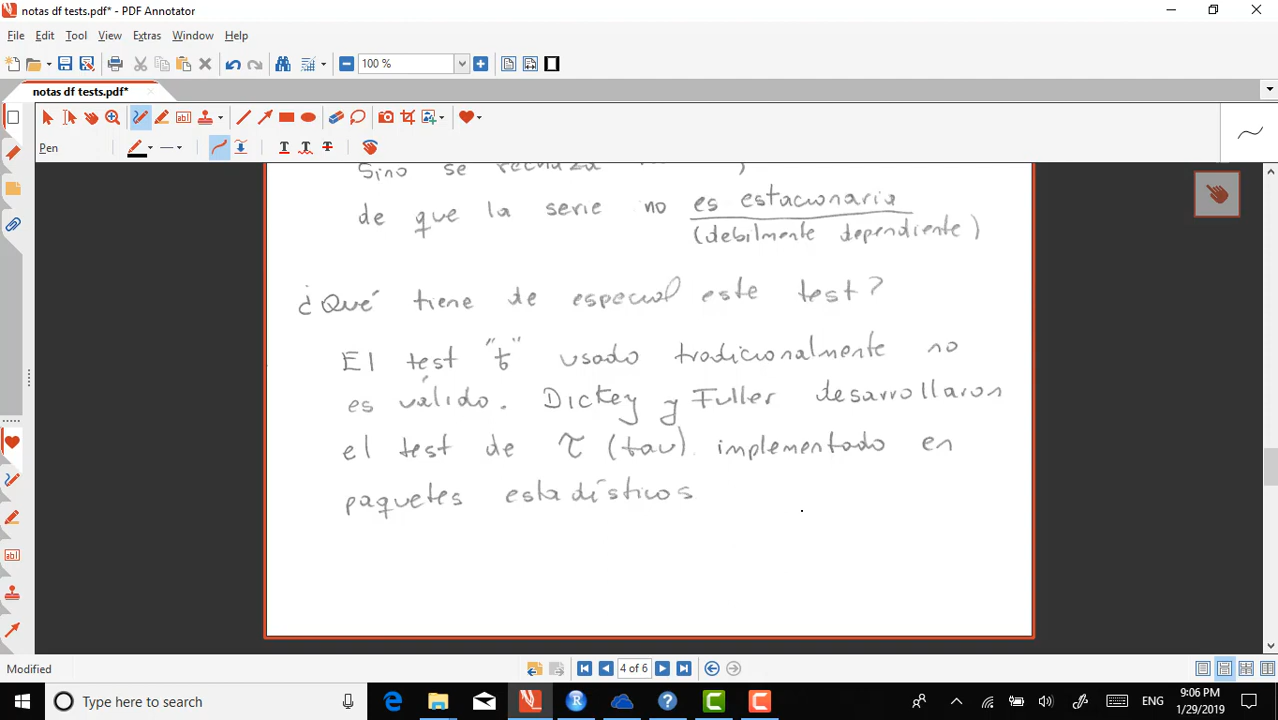 notas df tests.pdf* - PDF Annotator
File Edit Tool View Extras Window Help
100 %
notas df tests.pdf*
Pen
Sino se rechaza
de que la serie no es estacionaria
(debilmente dependiente)
¿Qué tiene de especial este test?
El test "t" usado tradicionalmente no
es válido. Dickey y Fuller desarrollaron
el test de τ (tau). implementado en
paquetes estadísticos
Modified
4 of 6
Type here to search
ENG
9:06 PM
1/29/2019